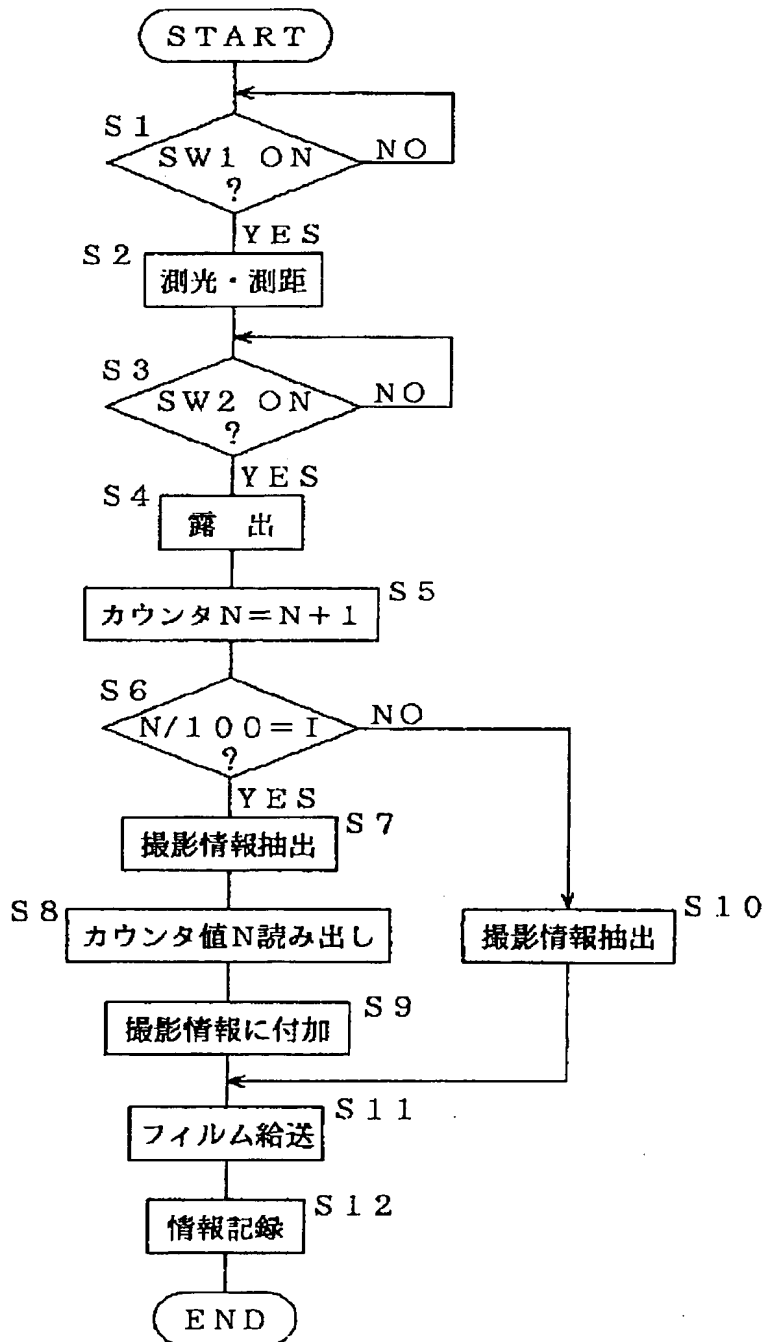 START
S1
SW1 ON
?
NO
YES
S2
測光・測距
S3
SW2 ON
?
NO
YES
S4
露 出
カウンタN=N+1
S5
S6
N/100=I
?
NO
YES
撮影情報抽出
S7
S8
カウンタ値N読み出し
撮影情報抽出
S10
撮影情報に付加
S9
フィルム給送
S11
情報記録
S12
END